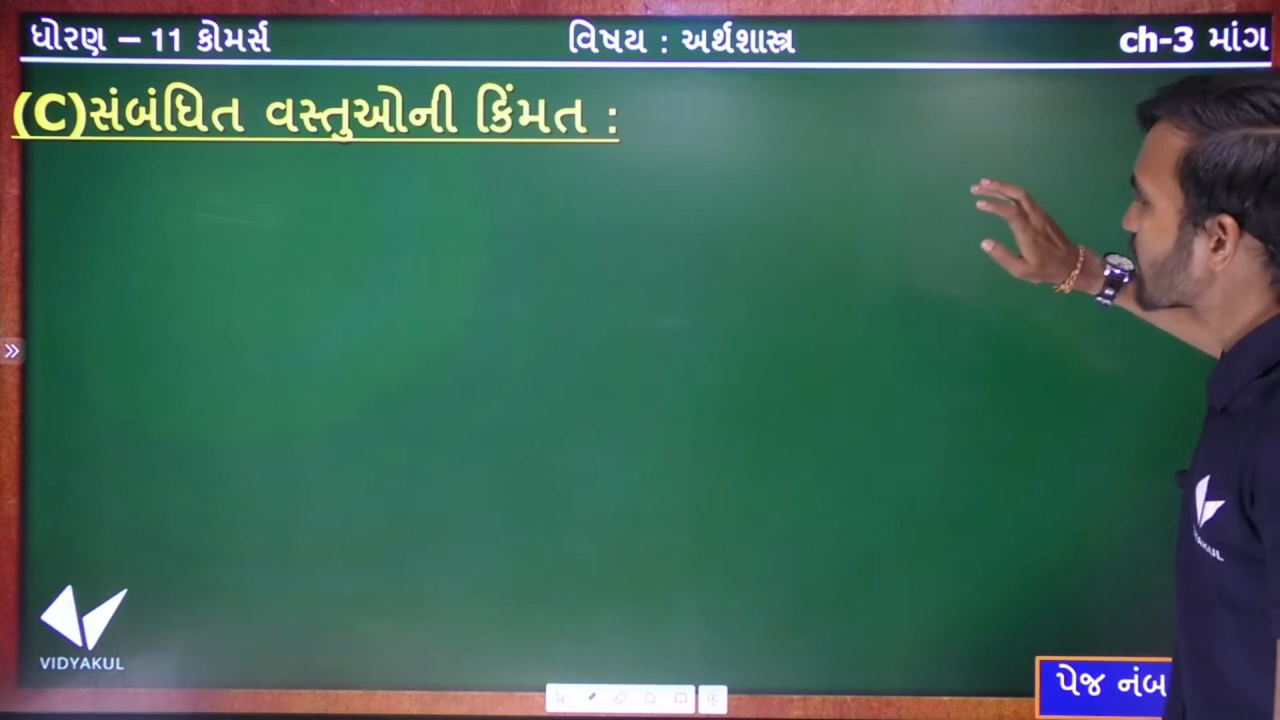 ધોરણ – 11 કોમર્સ વિષય : અર્થશાસ્ત્ર ch-3 માંગ
(C)સંબંધિત વસ્તુઓની કિંમત :
VIDYAKUL
પેજ